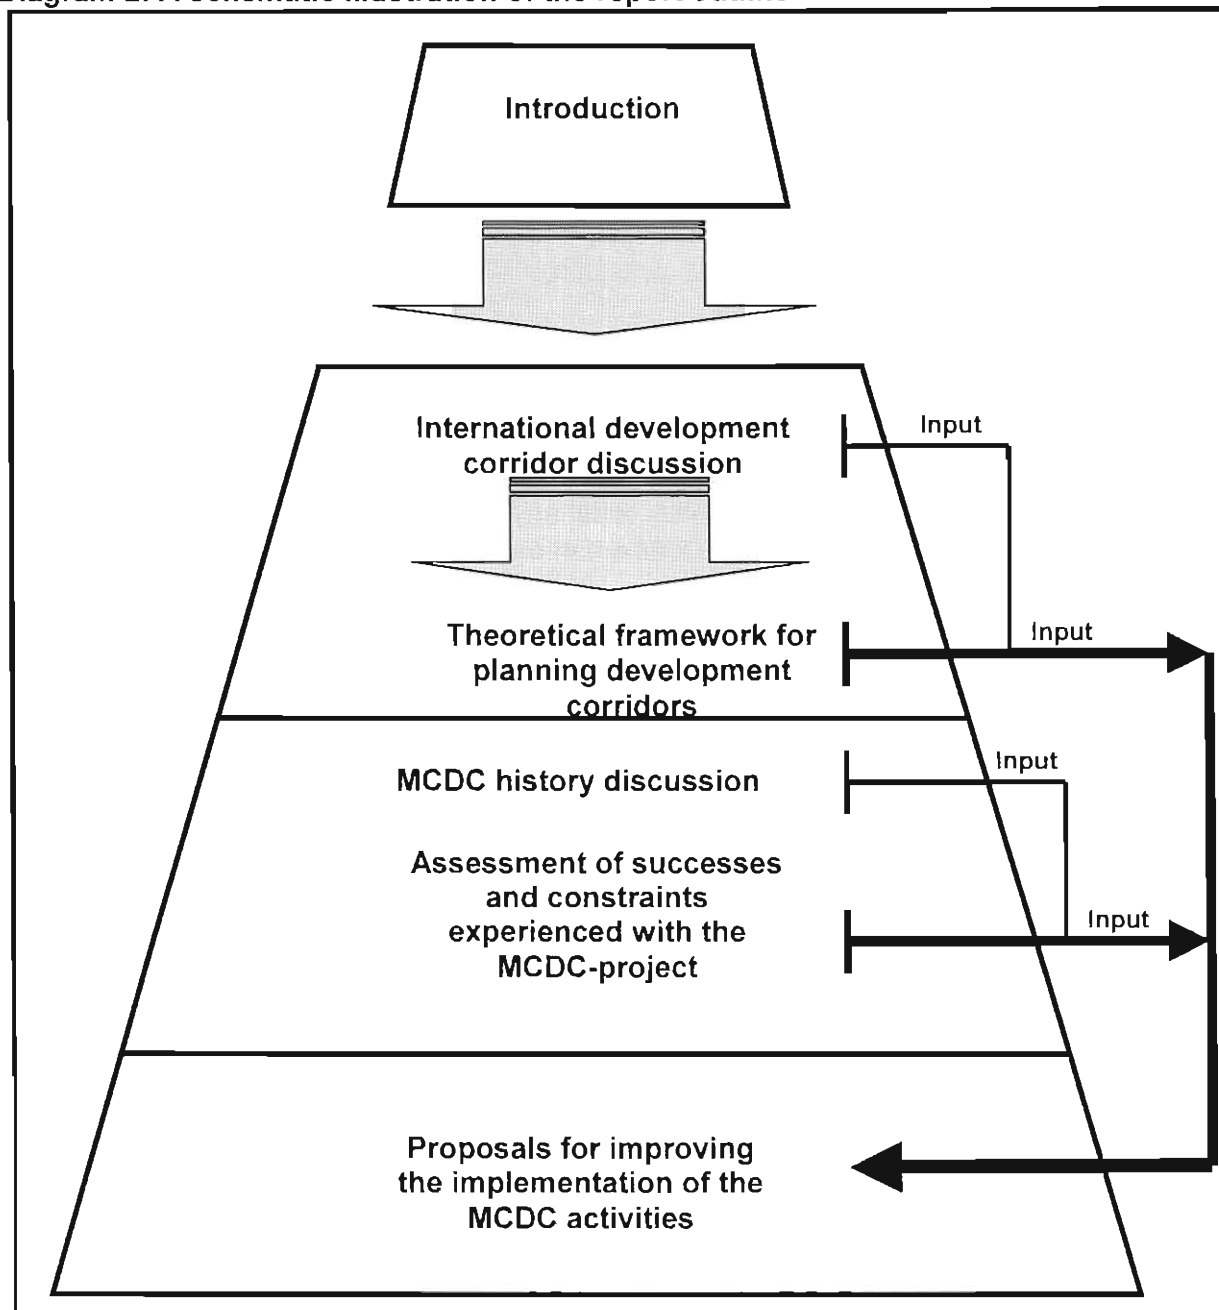 Introduction
International development
corridor discussion
Input
Theoretical framework for
planning development
corridors
Input
MCDC history discussion
Input
Assessment of successes
and constraints
experienced with the
MCDC-project
Input
Proposals for improving
the implementation of the
MCDC activities